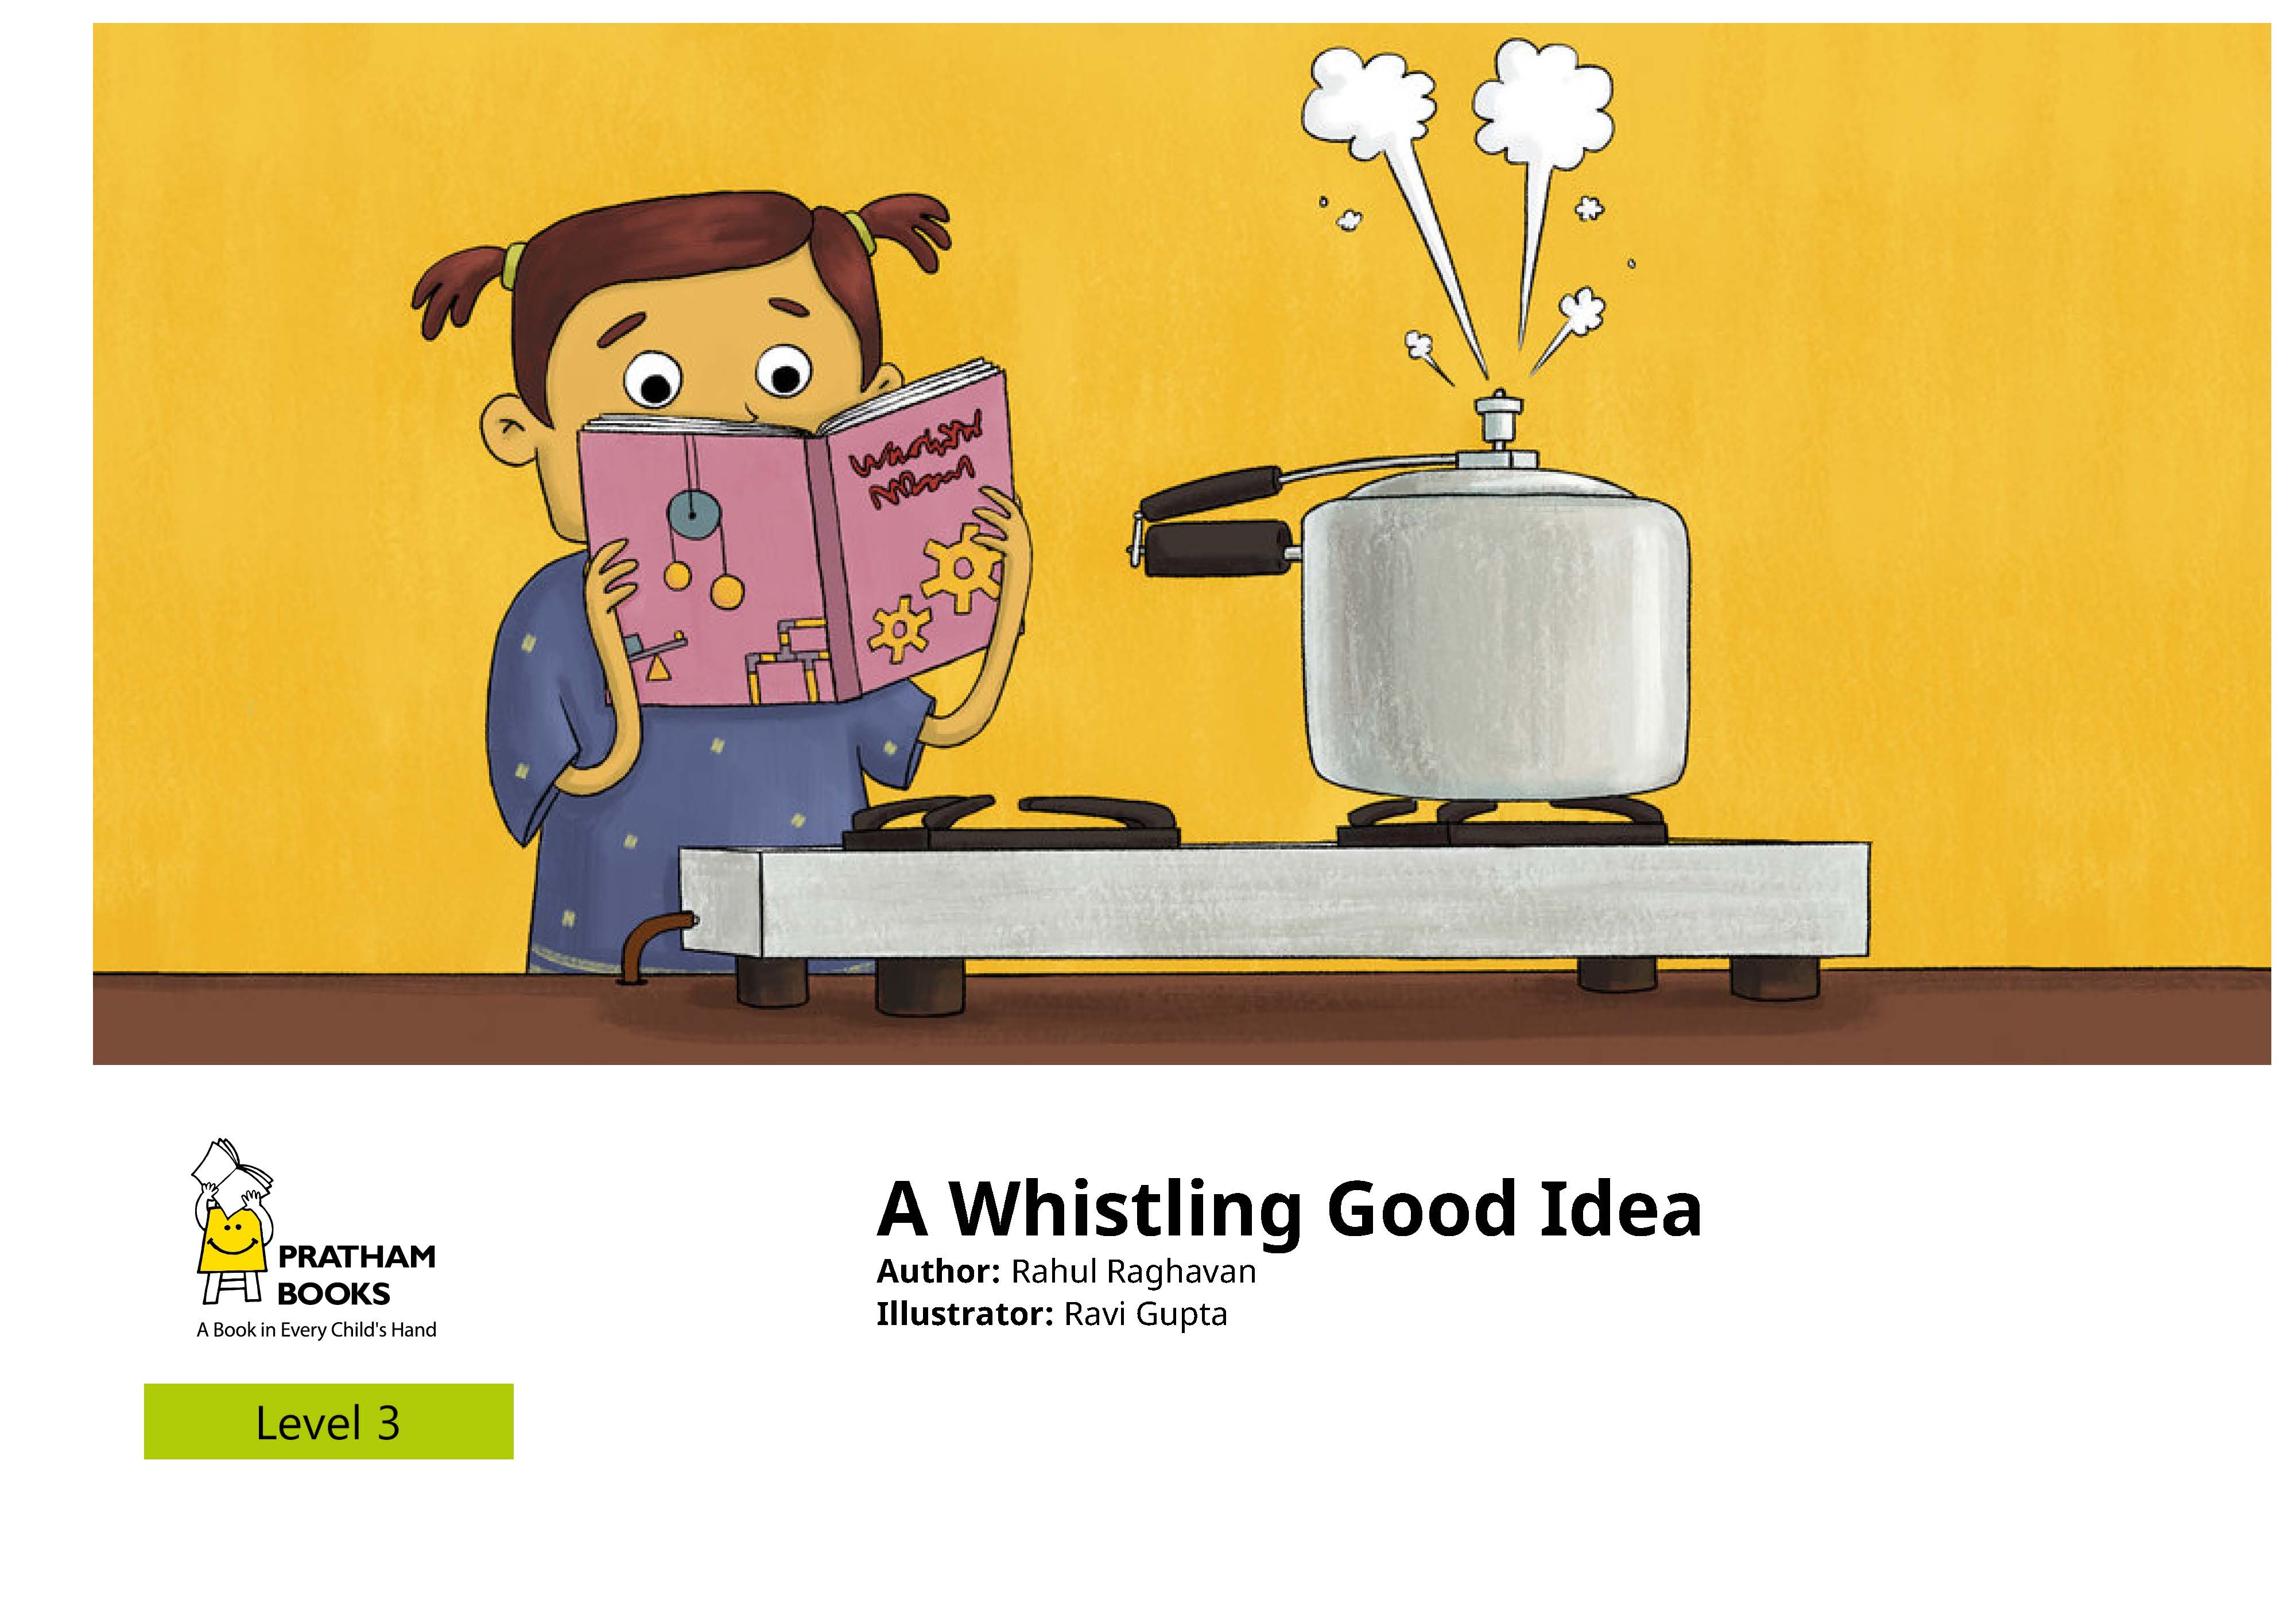 PRATHAM
BOOKS
A Book in Every Child's Hand
Level 3
A Whistling Good Idea
Author: Rahul Raghavan
Illustrator: Ravi Gupta